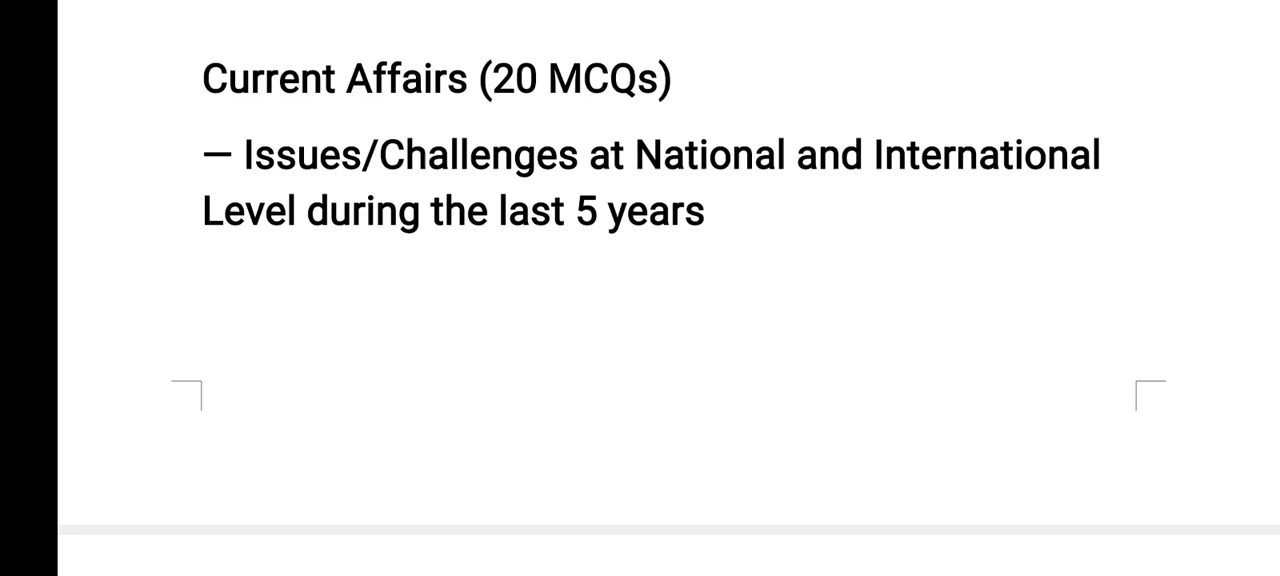 Current Affairs (20 MCQs)
— Issues/Challenges at National and International
Level during the last 5 years